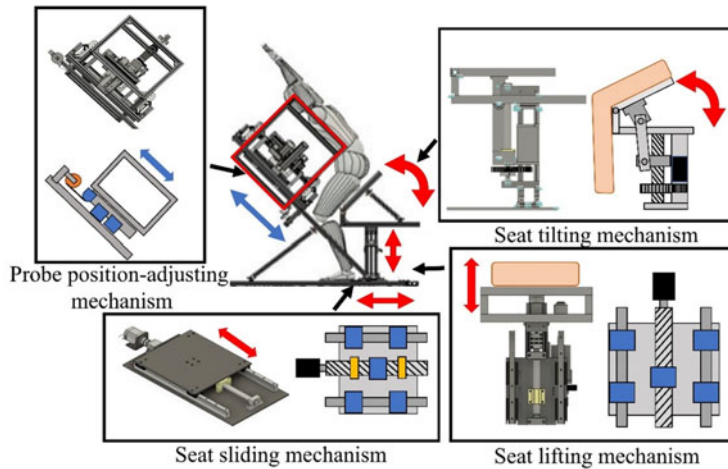 Probe position-adjusting
mechanism
Seat tilting mechanism
Seat sliding mechanism
Seat lifting mechanism